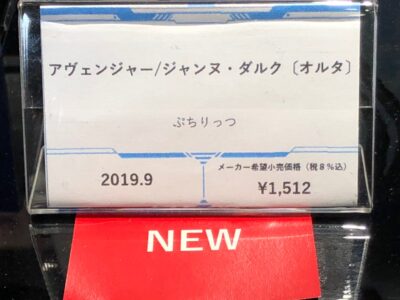 アヴェンジャー/ジャンヌ・ダルク〔オルタ〕
ぷちりっつ
2019.9
メーカー希望小売価格（税８％込）
¥1,512
NEW